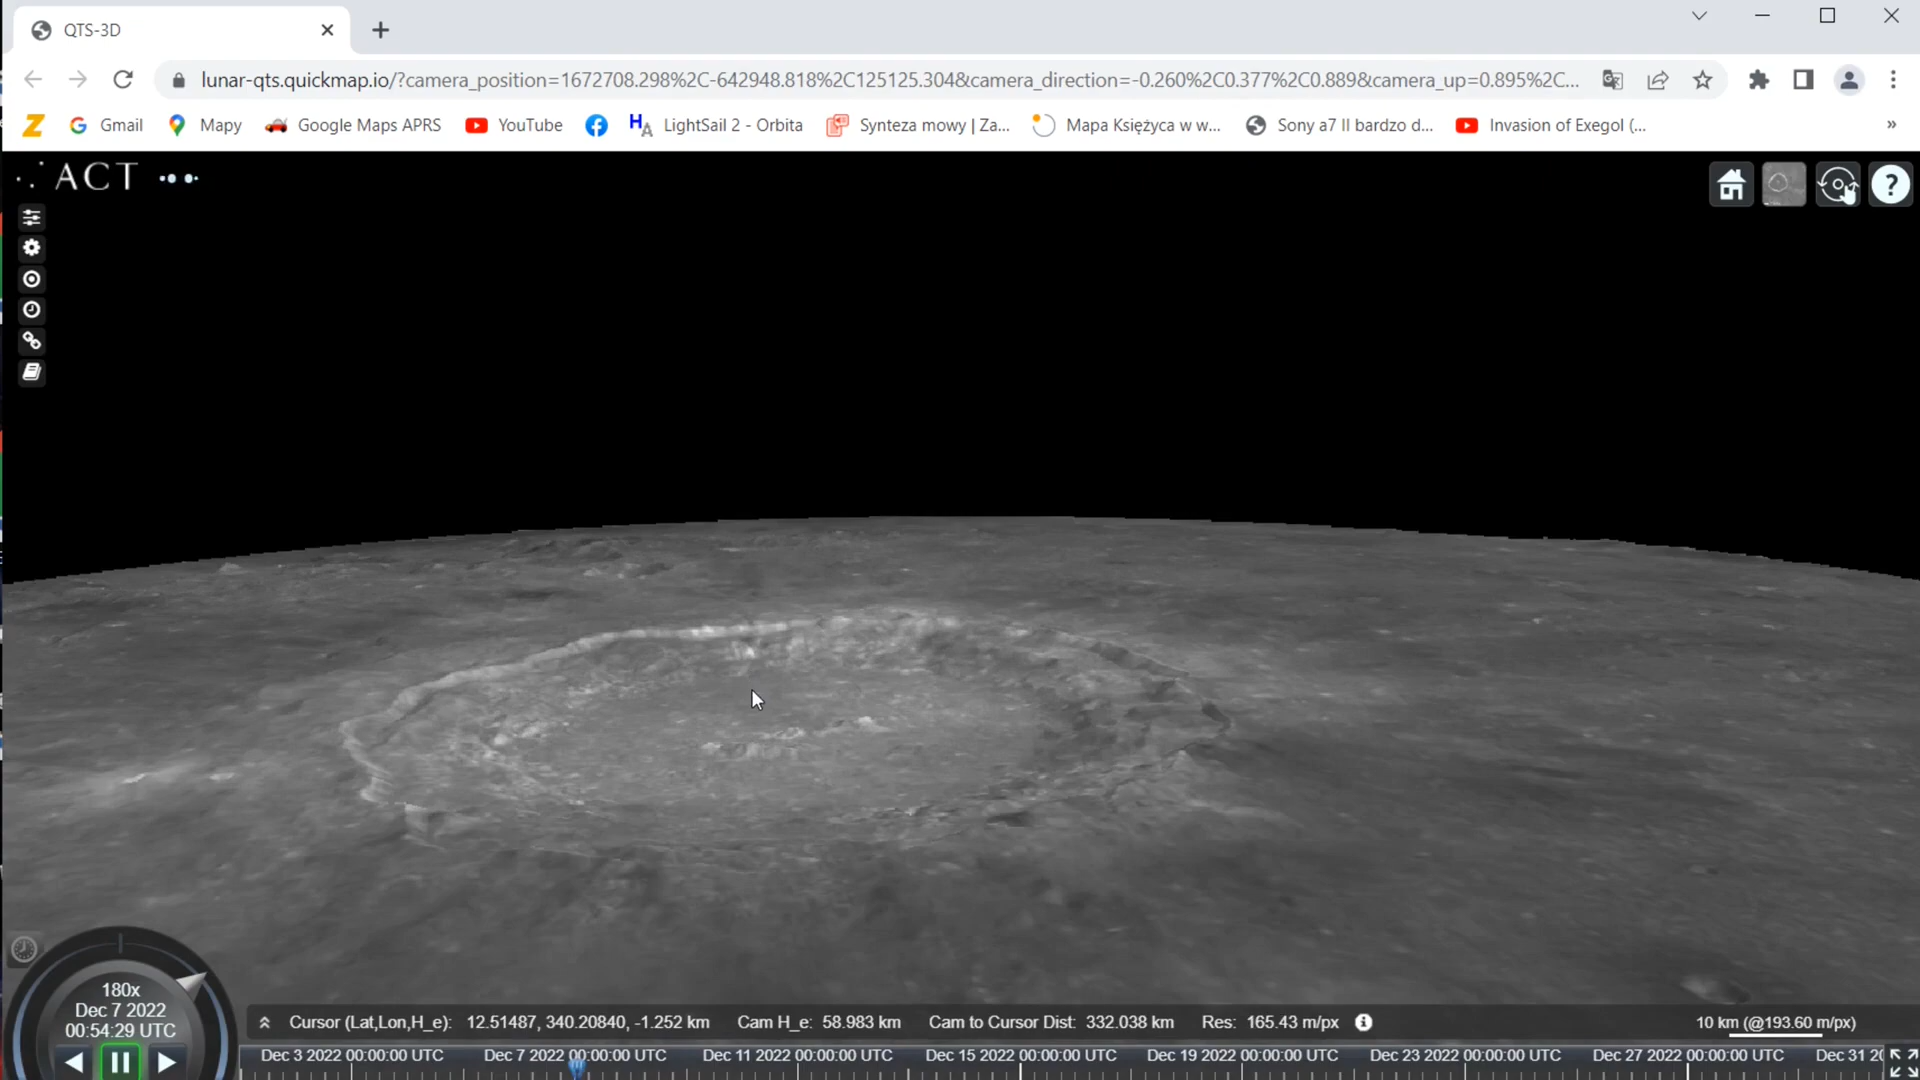 QTS-3D
lunar-qts.quickmap.io/?camera_position=1672708.298%2C-642948.818%2C125125.304&camera_direction=-0.260%2C0.377%2C0.889&camera_up=0.895%2C...
Gmail Mapy Google Maps APRS YouTube HA LightSail 2 - Orbita Synteza mowy | Za... Mapa Księżyca w w... Sony a7 II bardzo d... Invasion of Exegol (... »
ACT
?
180x
Dec 7 2022
00:54:29 UTC
Cursor (Lat,Lon,H_e): 12.51487, 340.20840, -1.252 km Cam H_e: 58.983 km Cam to Cursor Dist: 332.038 km Res: 165.43 m/px 10 km (@193.60 m/px)
Dec 3 2022 00:00:00 UTC Dec 7 2022 00:00:00 UTC Dec 11 2022 00:00:00 UTC Dec 15 2022 00:00:00 UTC Dec 19 2022 00:00:00 UTC Dec 23 2022 00:00:00 UTC Dec 27 2022 00:00:00 UTC Dec 31 20